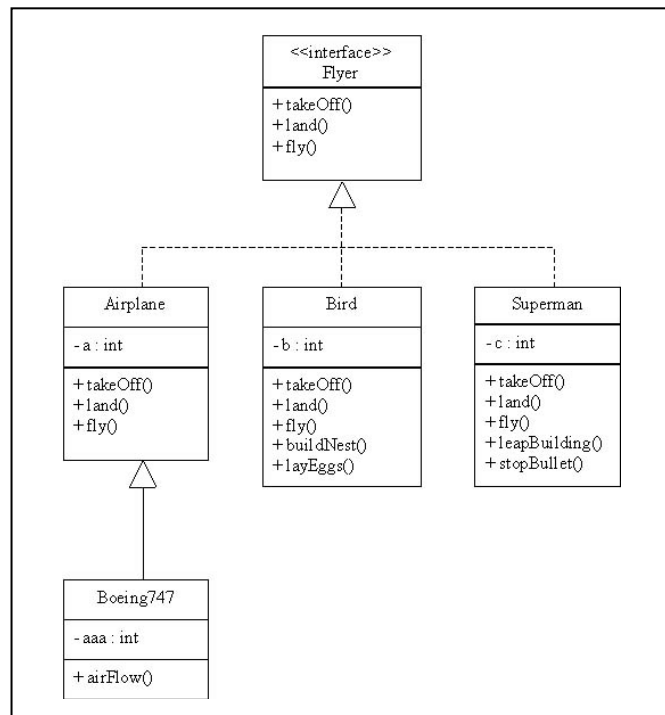 <<interface>>
Flyer
+takeOff()
+land()
+fly()
Airplane
-a : int
+takeOff()
+land()
+fly()
Bird
-b : int
+takeOff()
+land()
+fly()
+buildNest()
+layEggs()
Superman
-c : int
+takeOff()
+land()
+fly()
+leapBuilding()
+stopBullet()
Boeing747
-aaa : int
+airFlow()